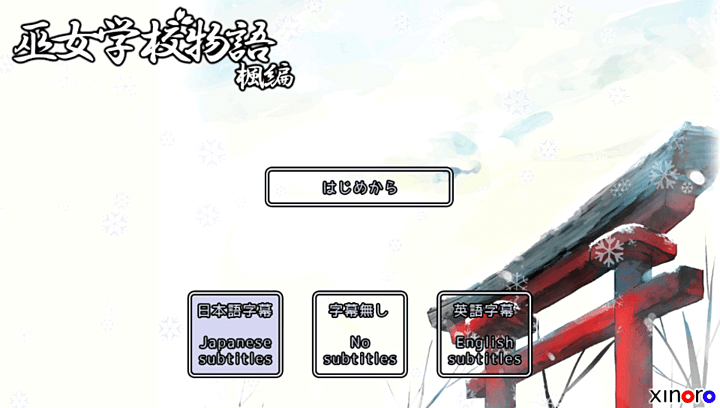 巫女学校物語
楓編
はじめから
日本語字幕
Japanese
subtitles
字幕無し
No
subtitles
英語字幕
English
subtitles
xinoro